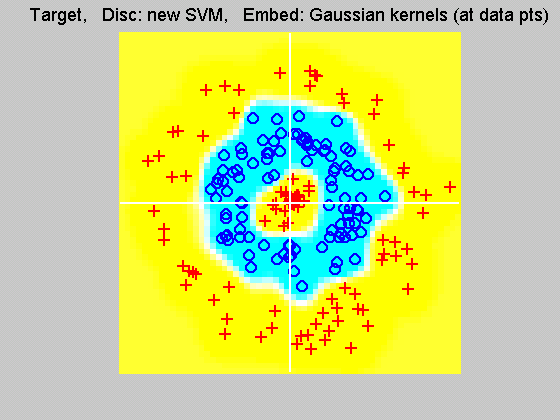 Target,   Disc: new SVM,   Embed: Gaussian kernels (at data pts)